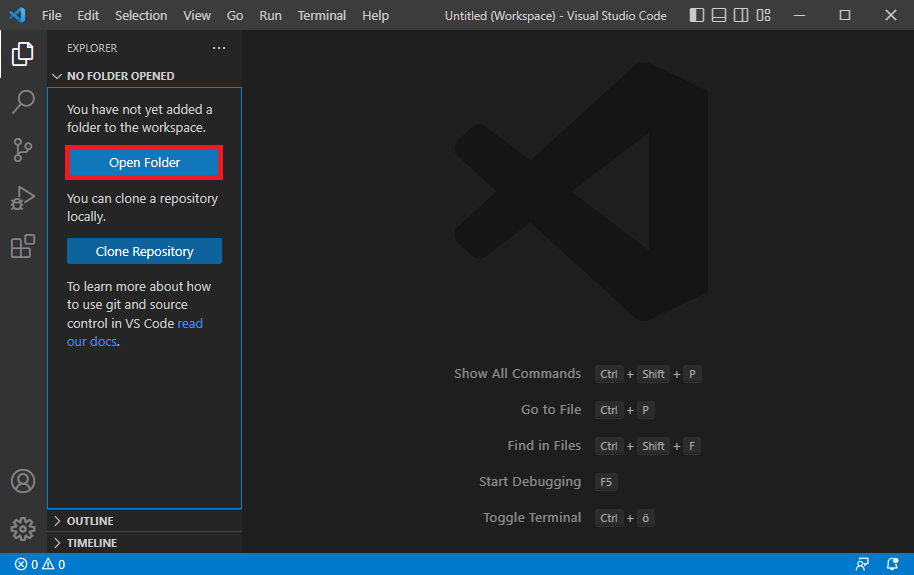 File Edit Selection View Go Run Terminal Help Untitled (Workspace) - Visual Studio Code
EXPLORER
NO FOLDER OPENED
You have not yet added a
folder to the workspace.
Open Folder
You can clone a repository
locally.
Clone Repository
To learn more about how
to use git and source
control in VS Code read
our docs.
OUTLINE
TIMELINE
Show All Commands Ctrl + Shift + P
Go to File Ctrl + P
Find in Files Ctrl + Shift + F
Start Debugging F5
Toggle Terminal Ctrl + ö
0 0